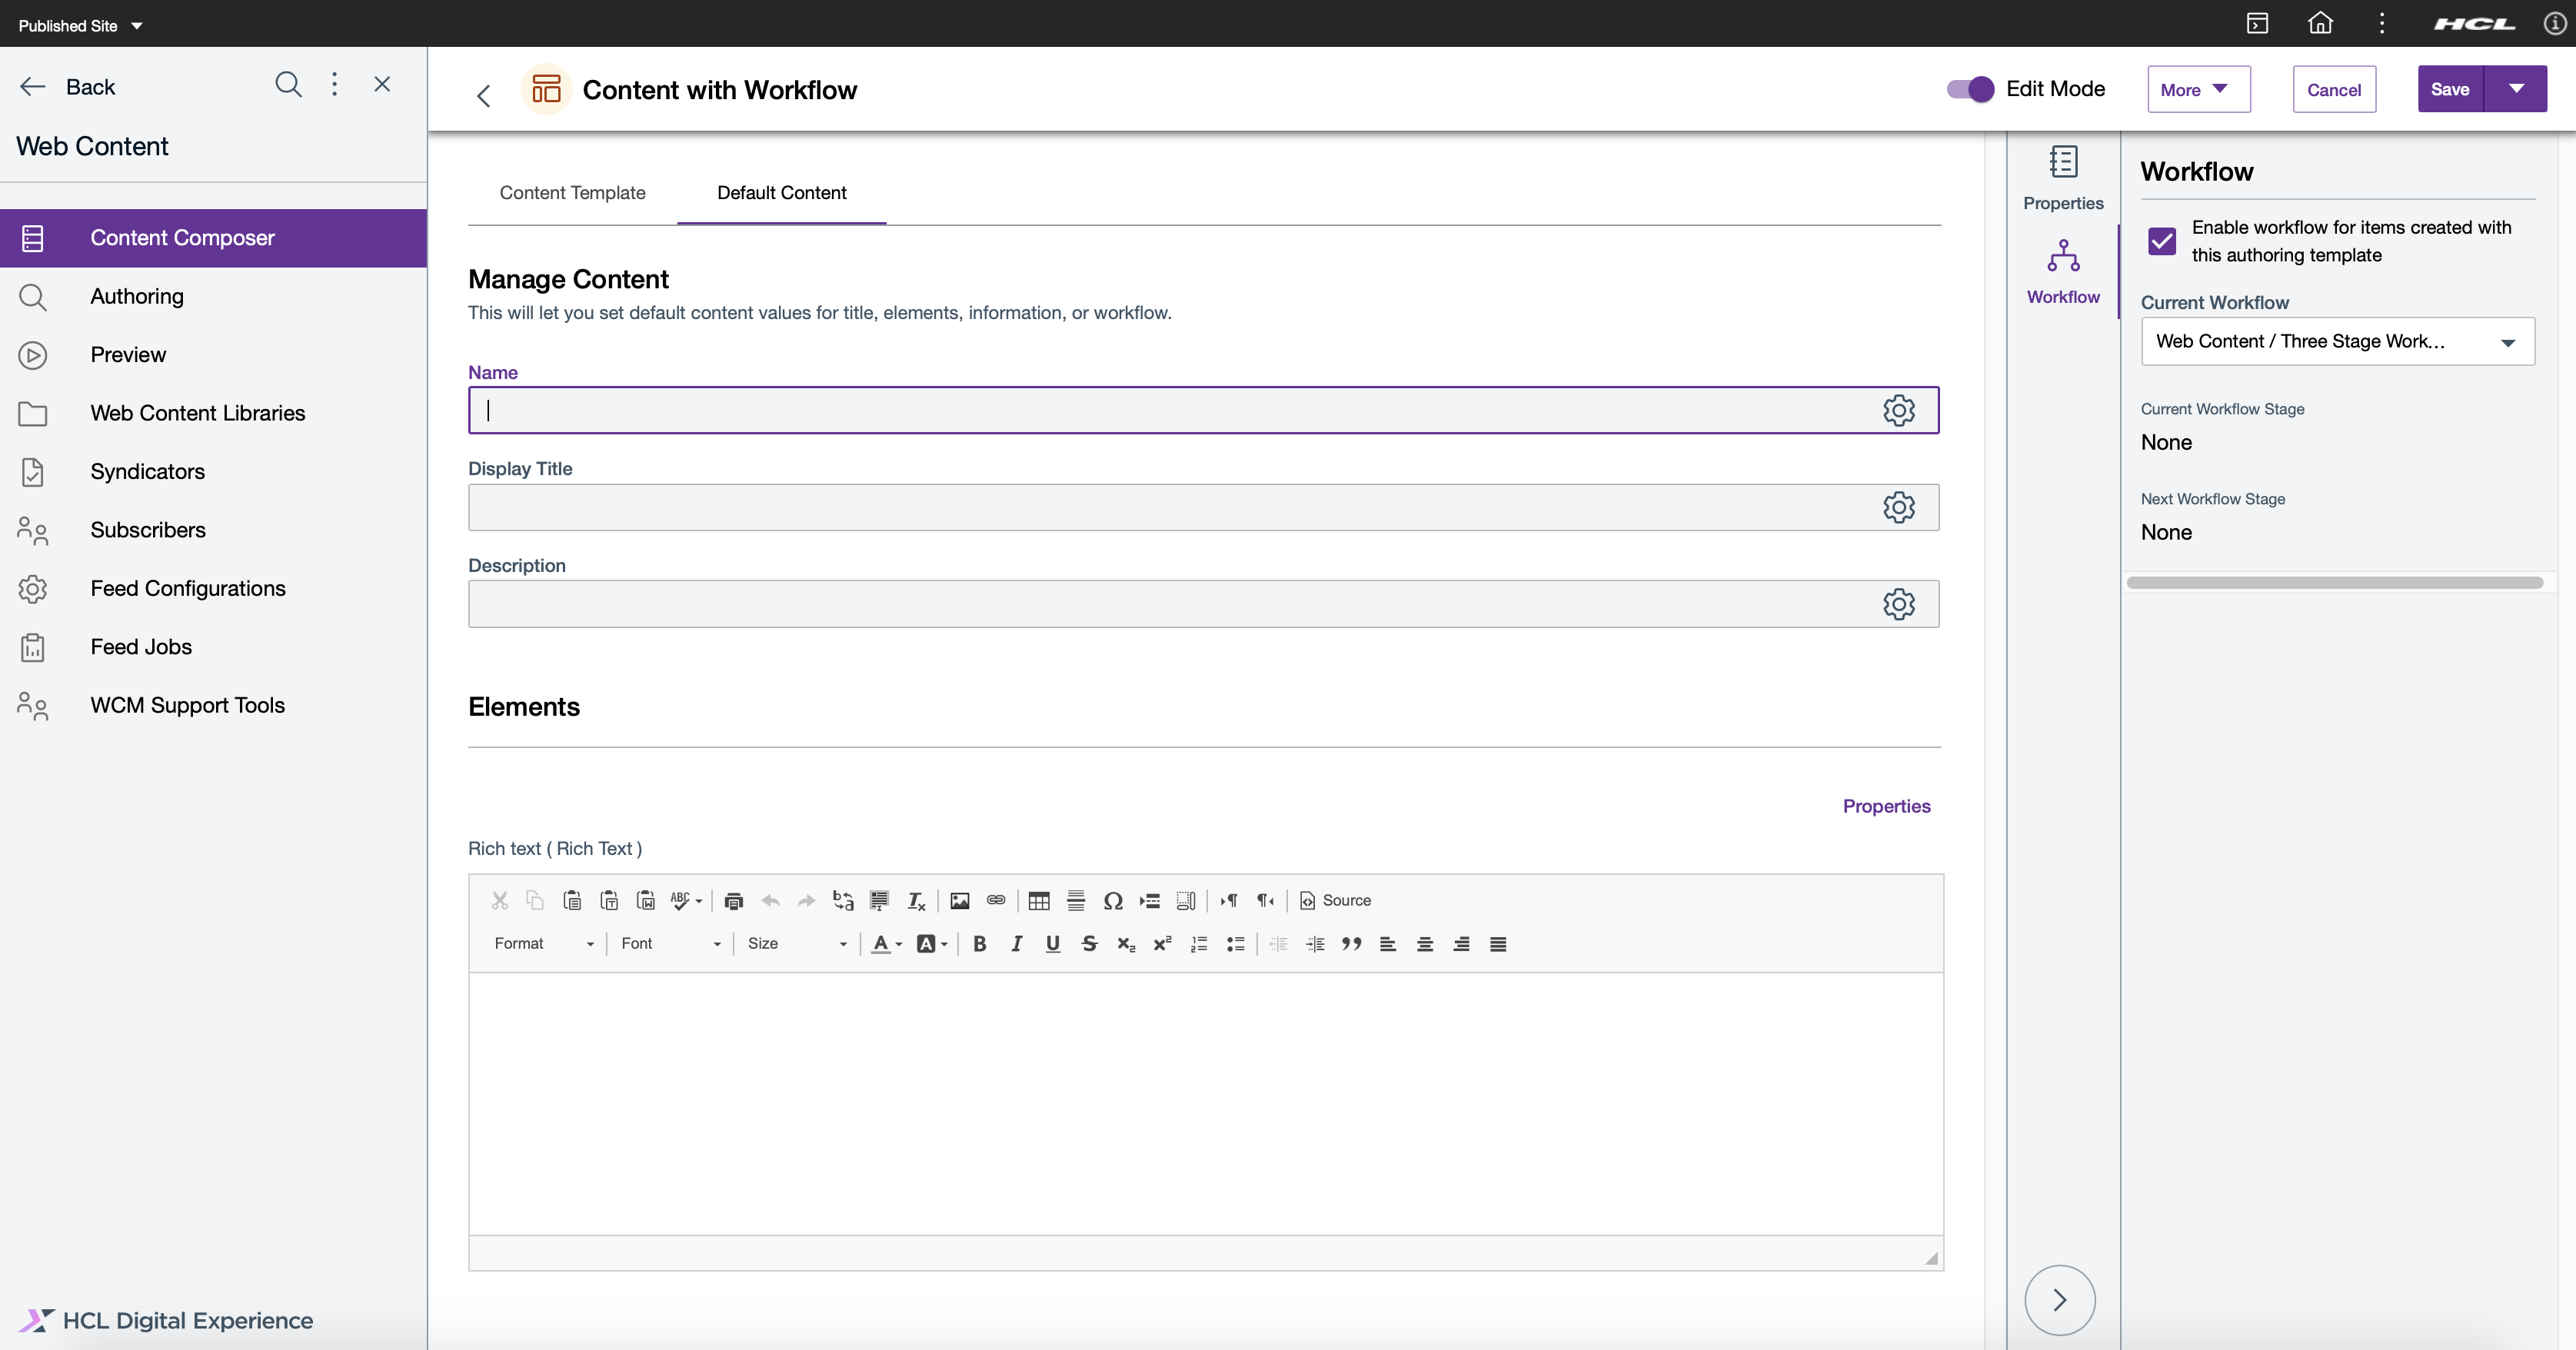 Published Site
HCL
Back
Web Content
Content Composer
Authoring
Preview
Web Content Libraries
Syndicators
Subscribers
Feed Configurations
Feed Jobs
WCM Support Tools
HCL Digital Experience
Content with Workflow
Edit Mode
More
Cancel
Save
Content Template
Default Content
Manage Content
This will let you set default content values for title, elements, information, or workflow.
Name
Display Title
Description
Elements
Properties
Rich text ( Rich Text )
ABC
Source
Format
Font
Size
Properties
Workflow
Workflow
Enable workflow for items created with
this authoring template
Current Workflow
Web Content / Three Stage Work...
Current Workflow Stage
None
Next Workflow Stage
None